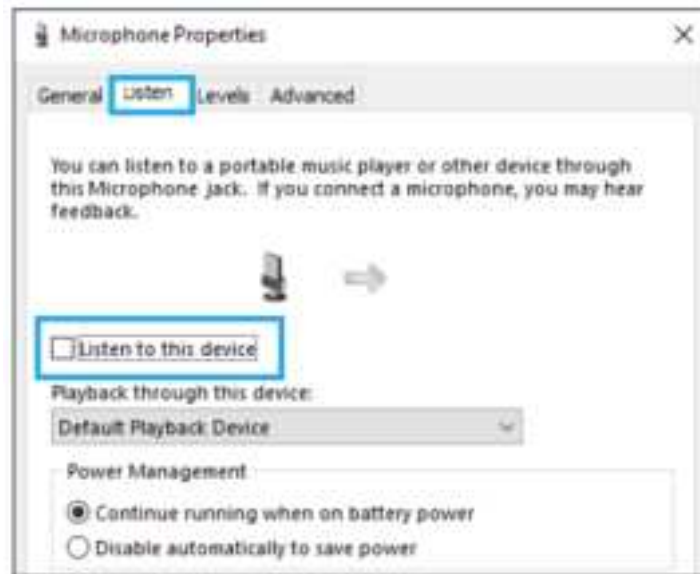 Microphone Properties
General Listen Levels Advanced
You can listen to a portable music player or other device through
this Microphone jack. If you connect a microphone, you may hear
feedback.
Listen to this device
Playback through this device:
Default Playback Device
Power Management
Continue running when on battery power
Disable automatically to save power